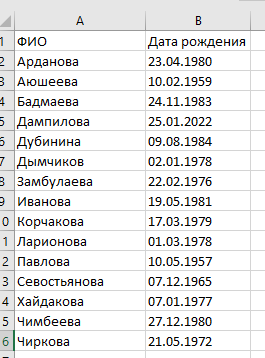 A B
1 ФИО Дата рождения
2 Арданова 23.04.1980
3 Аюшеева 10.02.1959
4 Бадмаева 24.11.1983
5 Дампилова 25.01.2022
6 Дубинина 09.08.1984
7 Дымчиков 02.01.1978
8 Замбулаева 22.02.1976
9 Иванова 19.05.1981
0 Корчакова 17.03.1979
1 Ларионова 01.03.1978
2 Павлова 10.05.1957
3 Севостьянова 07.12.1965
4 Хайдакова 07.01.1977
5 Чимбеева 27.12.1980
6 Чиркова 21.05.1972